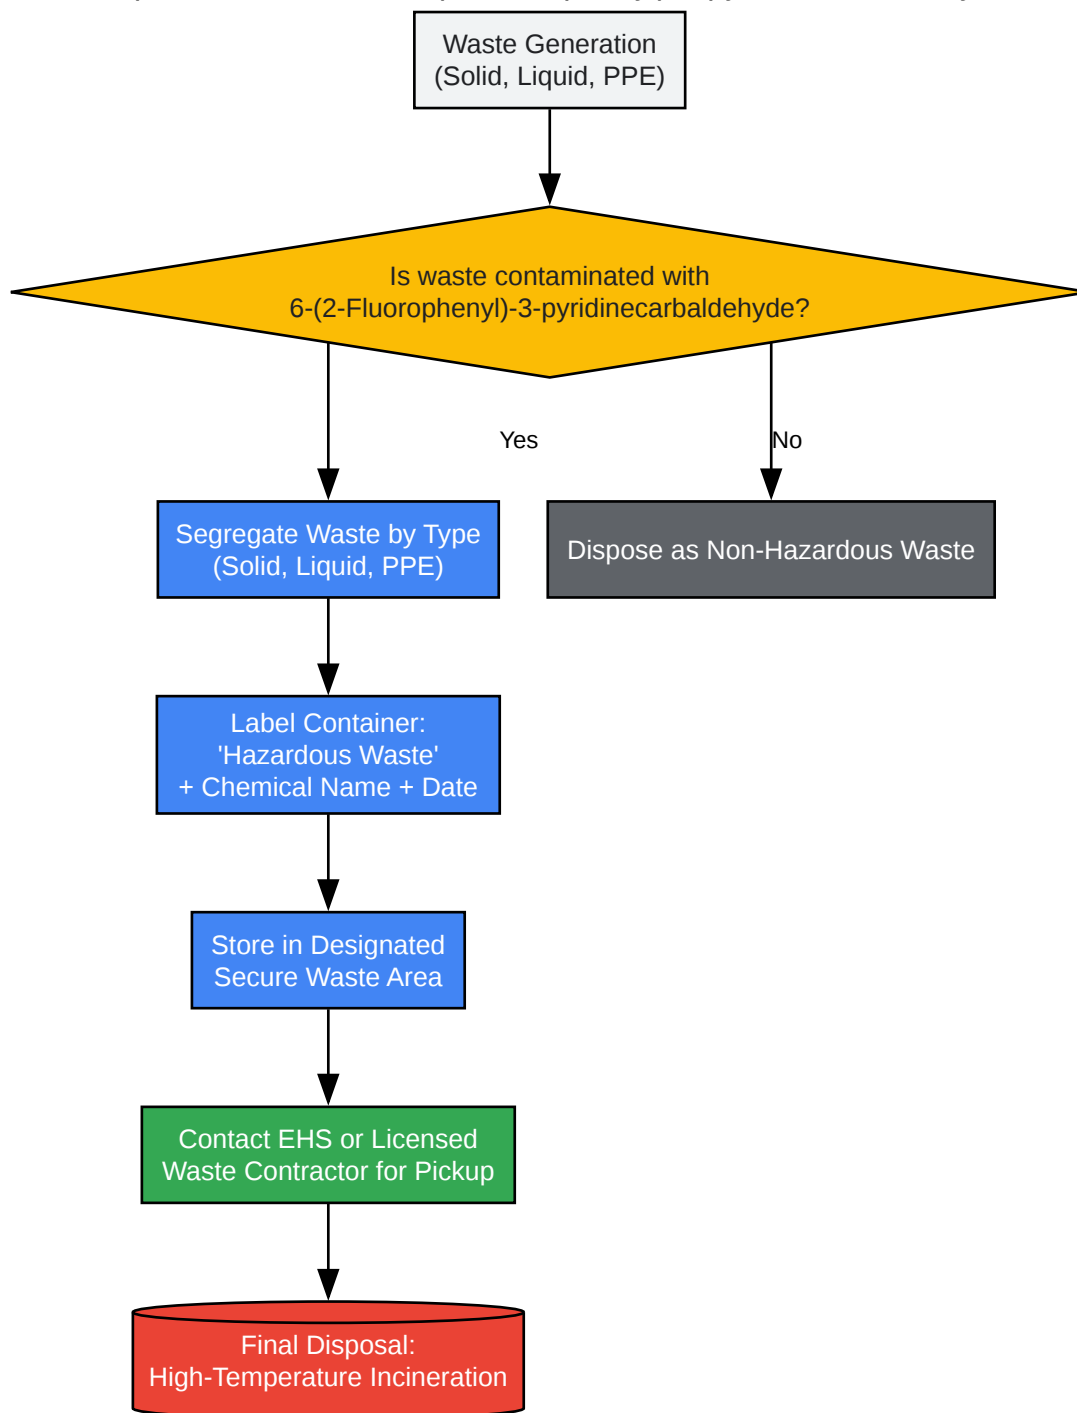 Waste Generation
(Solid, Liquid, PPE)
Is waste contaminated with
6-(2-Fluorophenyl)-3-pyridinecarbaldehyde?
Yes
No
Segregate Waste by Type
(Solid, Liquid, PPE)
Dispose as Non-Hazardous Waste
Label Container:
'Hazardous Waste'
+ Chemical Name + Date
Store in Designated
Secure Waste Area
Contact EHS or Licensed
Waste Contractor for Pickup
Final Disposal:
High-Temperature Incineration